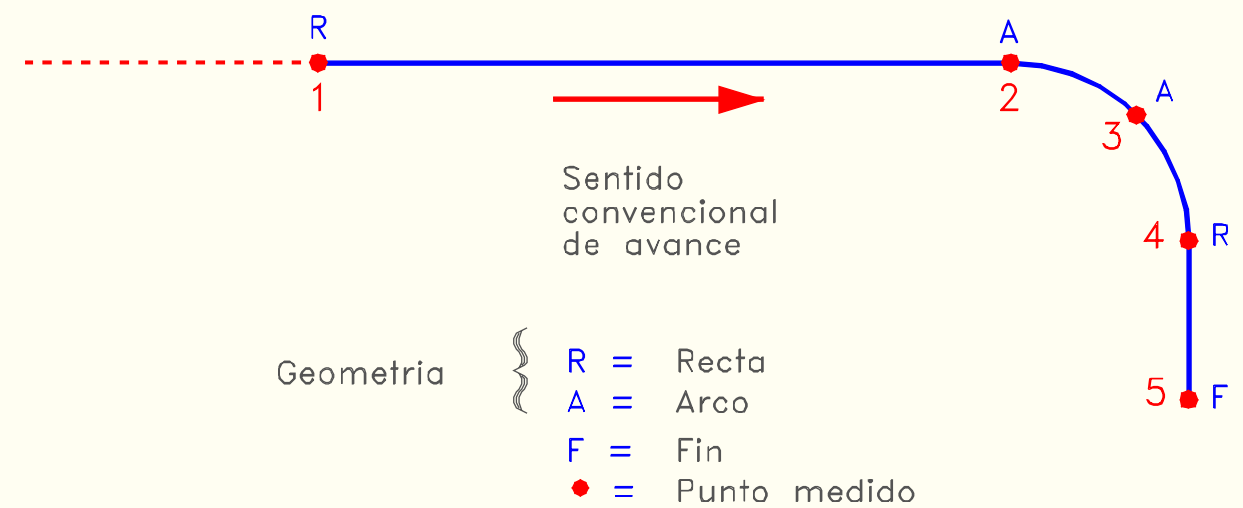 R
A
1
2
A
3
Sentido
convencional
de avance
4 R
Geometria
R = Recta
A = Arco
5 F
F = Fin
= Punto medido